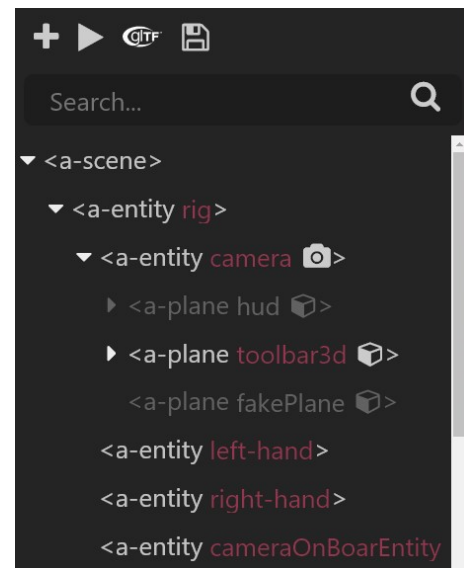 glTF
Search...
<a-scene>
<a-entity rig>
<a-entity camera >
<a-plane hud >
<a-plane toolbar3d >
<a-plane fakePlane >
<a-entity left-hand>
<a-entity right-hand>
<a-entity cameraOnBoarEntity